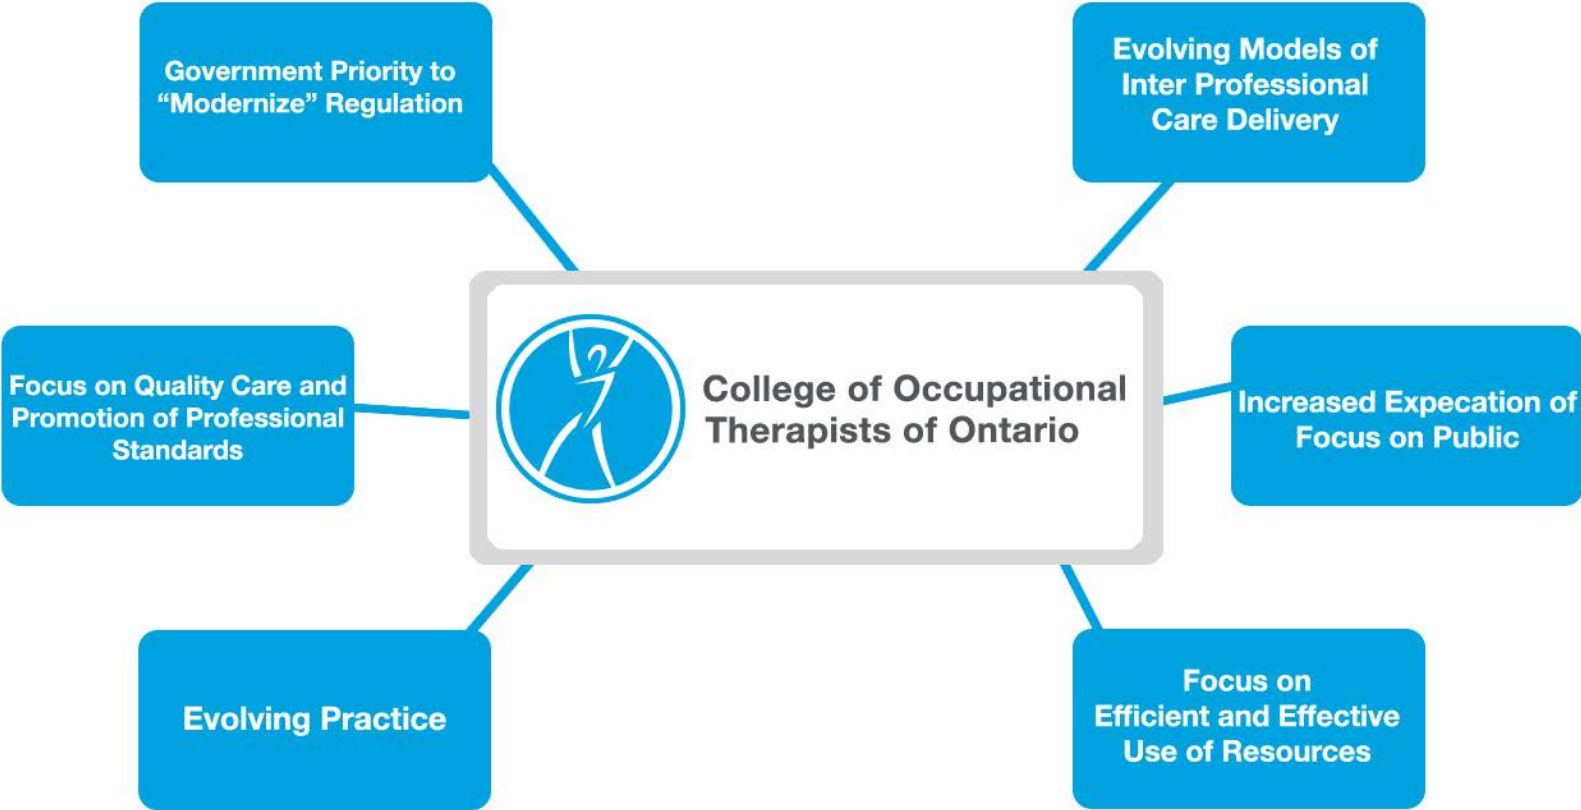 Government Priority to
“Modernize” Regulation
Evolving Models of
Inter Professional
Care Delivery
Focus on Quality Care and
Promotion of Professional
Standards
College of Occupational
Therapists of Ontario
Increased Expecation of
Focus on Public
Evolving Practice
Focus on
Efficient and Effective
Use of Resources